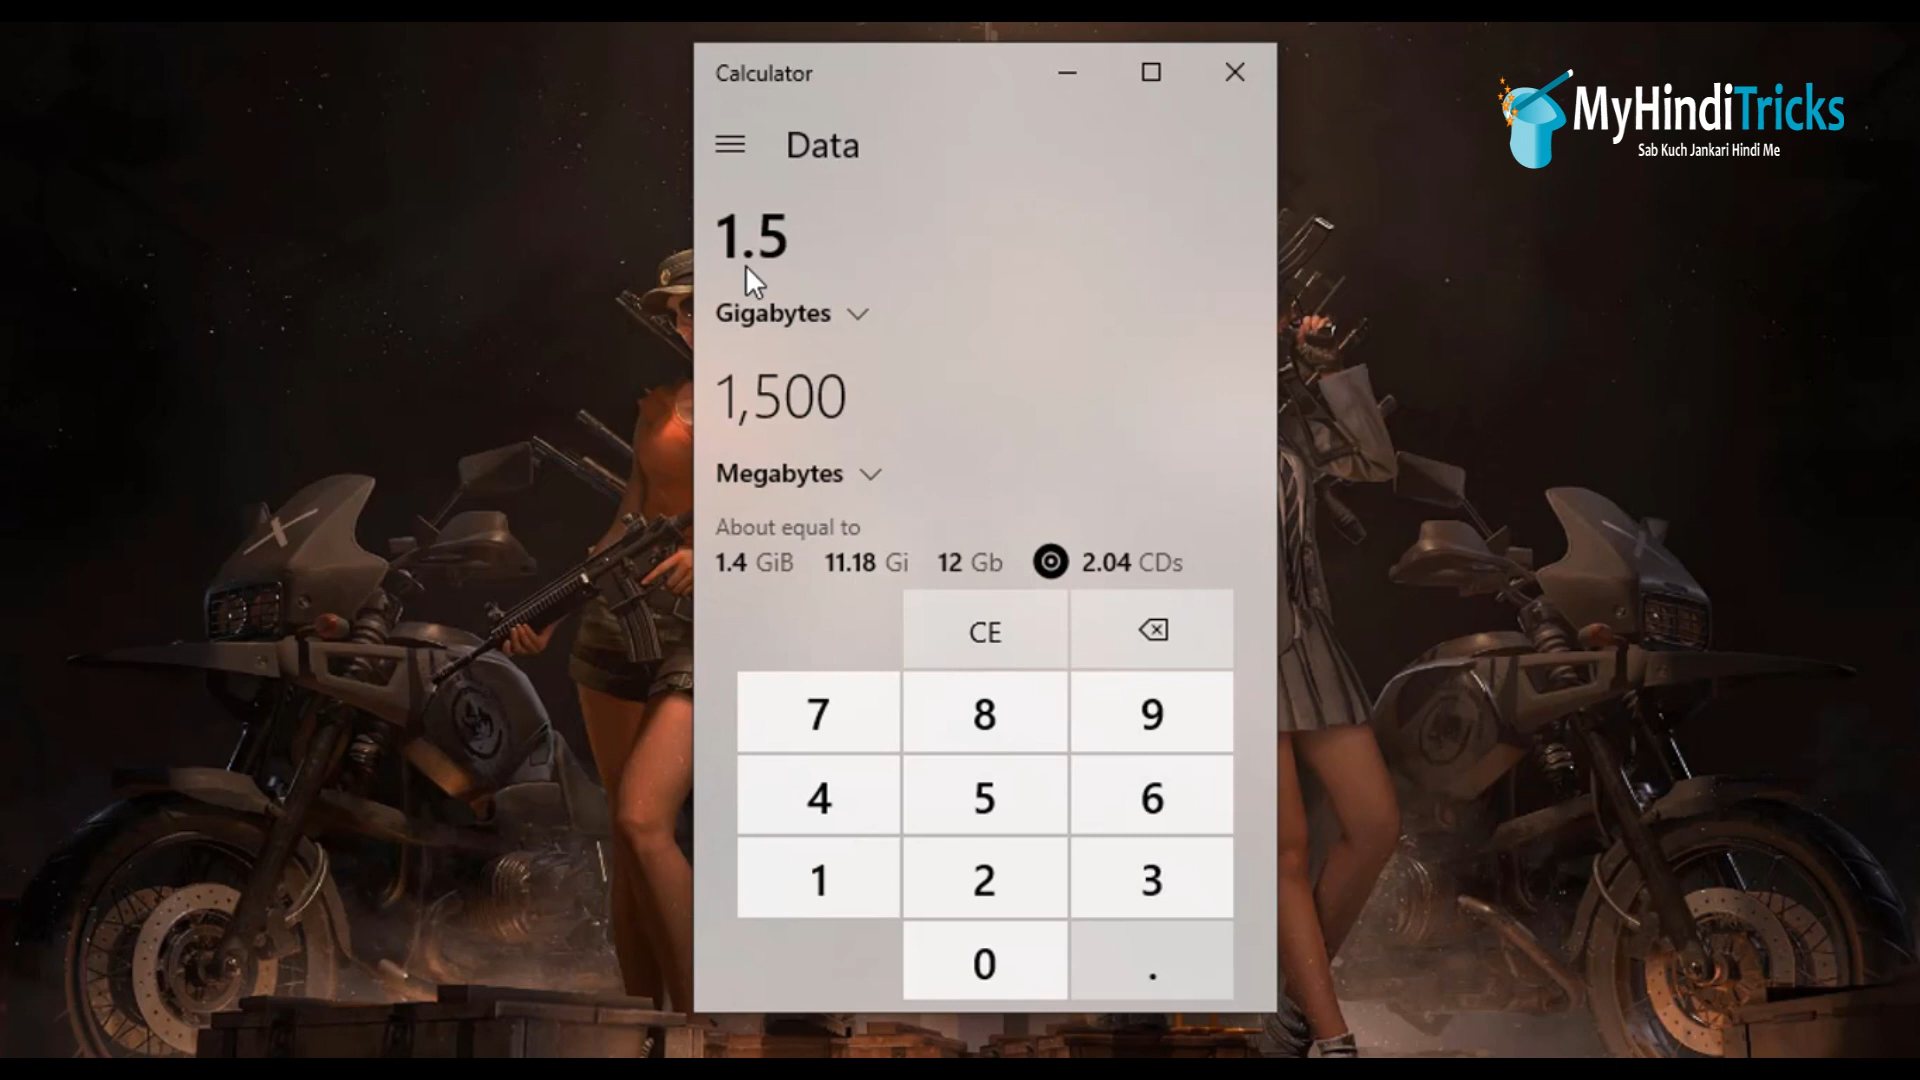 Calculator
MyHindiTricks
Sab Kuch Jankari Hindi Me
Data
1.5
Gigabytes
1,500
Megabytes
About equal to
1.4 GiB 11.18 Gi 12 Gb 2.04 CDs
CE
7 8 9
4 5 6
1 2 3
0 .